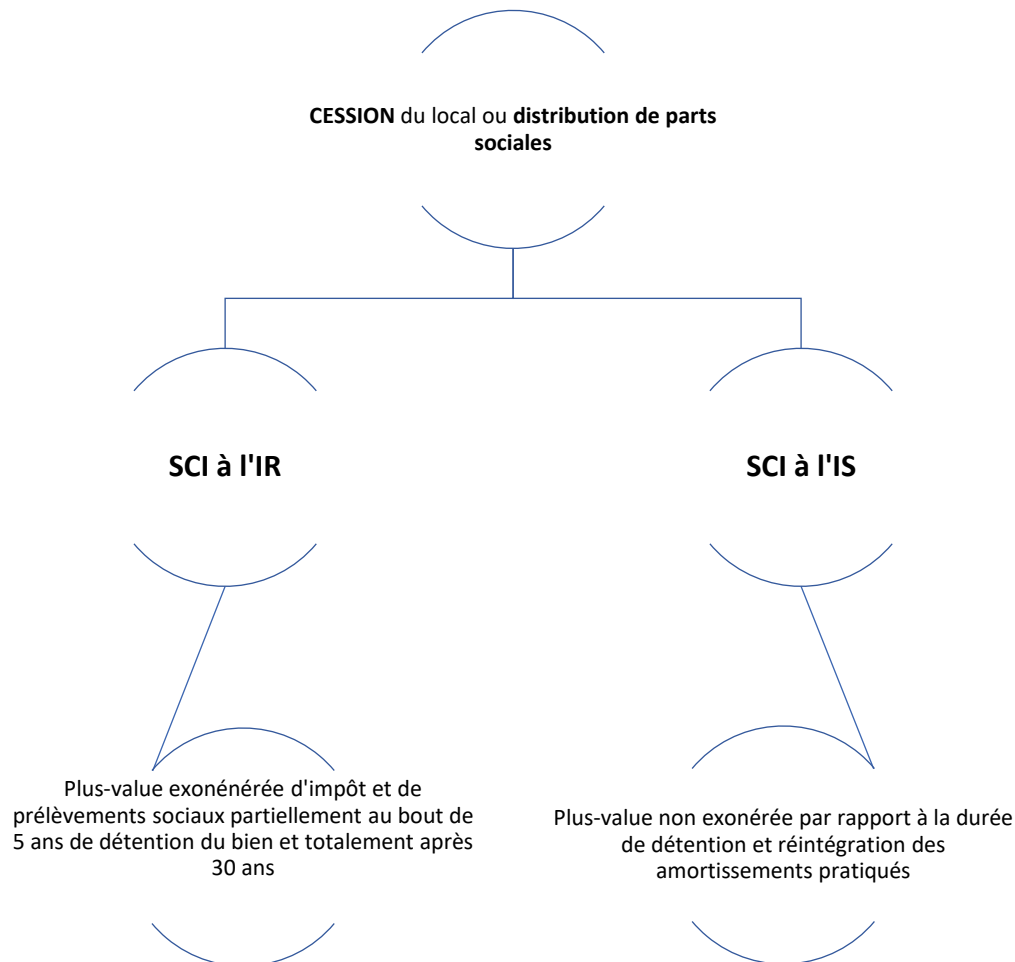 CESSION du local ou distribution de parts
sociales
SCI à l'IR
SCI à l'IS
Plus-value exonénérée d'impôt et de
prélèvements sociaux partiellement au bout de
5 ans de détention du bien et totalement après
30 ans
Plus-value non exonérée par rapport à la durée
de détention et réintégration des
amortissements pratiqués